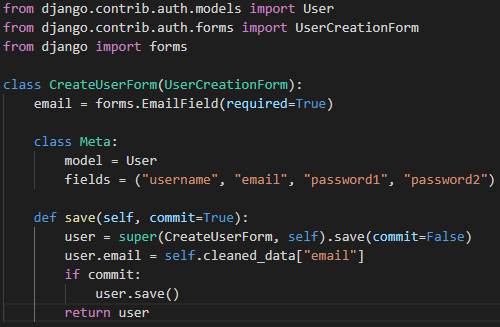 from django.contrib.auth.models import User
from django.contrib.auth.forms import UserCreationForm
from django import forms

class CreateUserForm(UserCreationForm):
    email = forms.EmailField(required=True)

    class Meta:
        model = User
        fields = ("username", "email", "password1", "password2")

    def save(self, commit=True):
        user = super(CreateUserForm, self).save(commit=False)
        user.email = self.cleaned_data["email"]
        if commit:
            user.save()
        return user